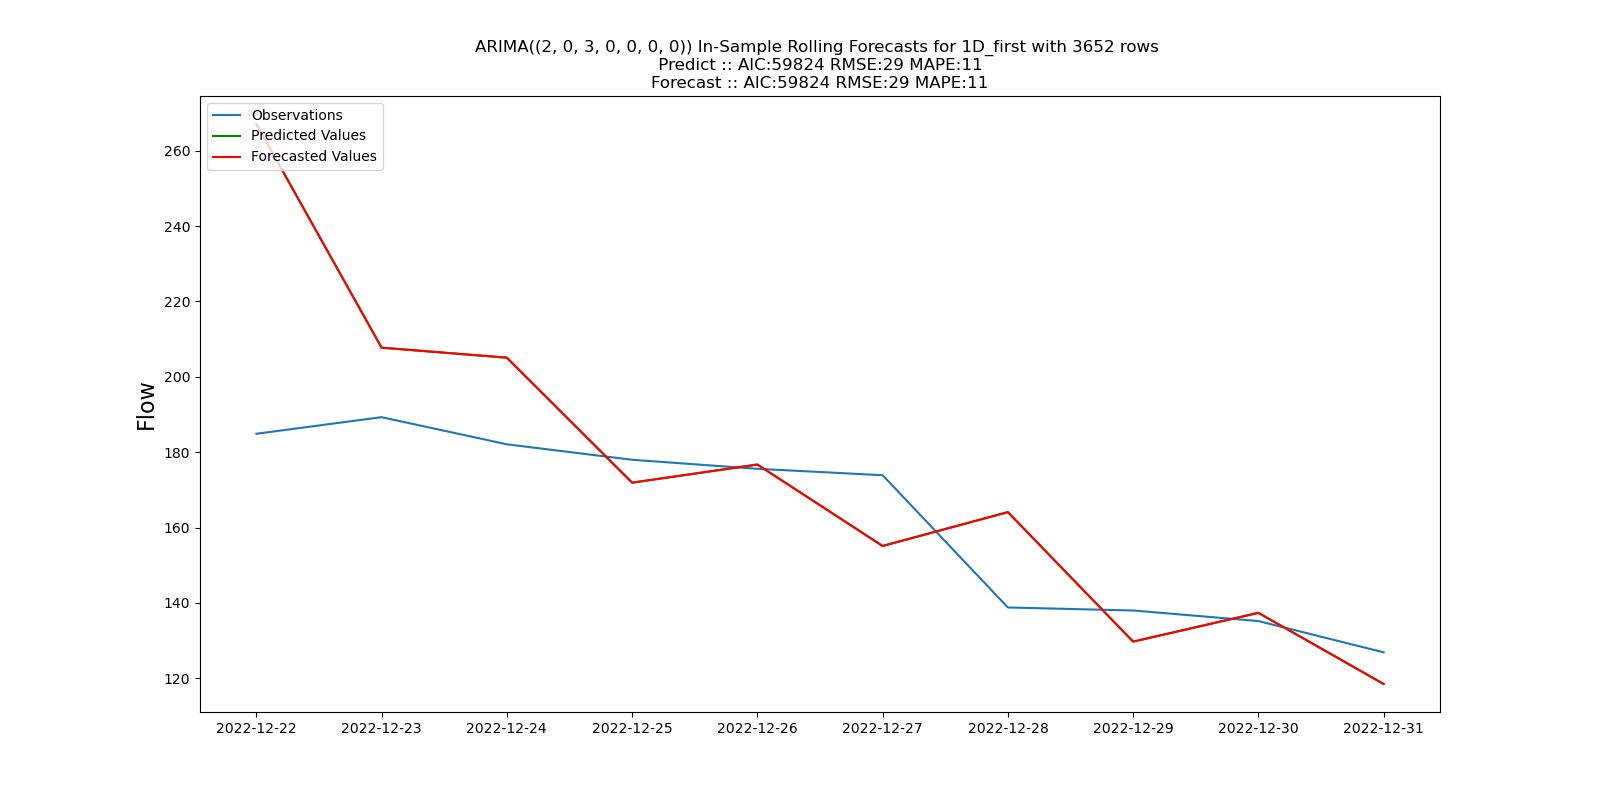 ARIMA((2, 0, 3, 0, 0, 0, 0)) In-Sample Rolling Forecasts for 1D_first with 3652 rows
Predict :: AIC:59824 RMSE:29 MAPE:11
Forecast :: AIC:59824 RMSE:29 MAPE:11
Observations
Predicted Values
Forecasted Values
260
240
220
200
180
160
140
120
Flow
2022-12-22 2022-12-23 2022-12-24 2022-12-25 2022-12-26 2022-12-27 2022-12-28 2022-12-29 2022-12-30 2022-12-31